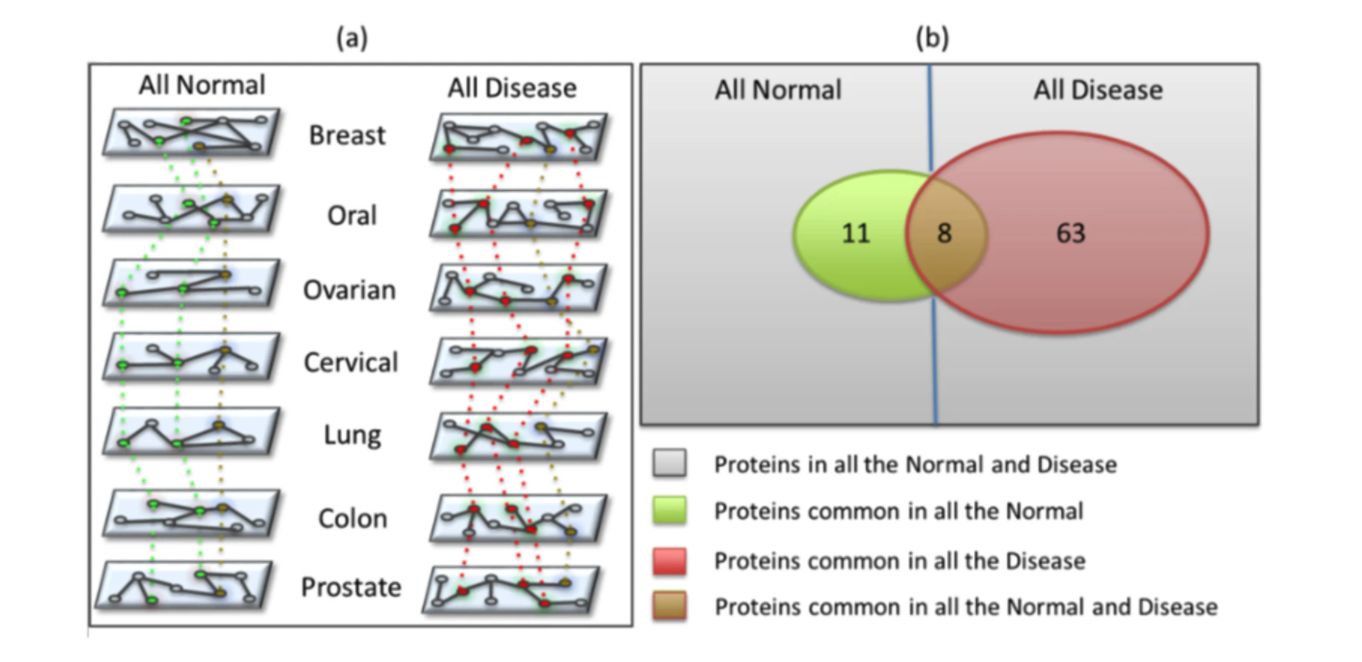 (a)
All Normal
All Disease
Breast
Oral
Ovarian
Cervical
Lung
Colon
Prostate
(b)
All Normal
All Disease
11
8
63
Proteins in all the Normal and Disease
Proteins common in all the Normal
Proteins common in all the Disease
Proteins common in all the Normal and Disease